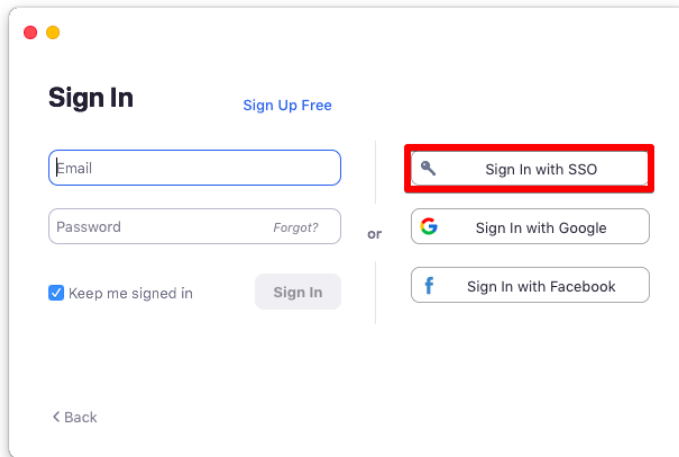 Sign In
Sign Up Free
Email
Password
Forgot?
Keep me signed in
Sign In
or
Sign In with SSO
Sign In with Google
Sign In with Facebook
Back